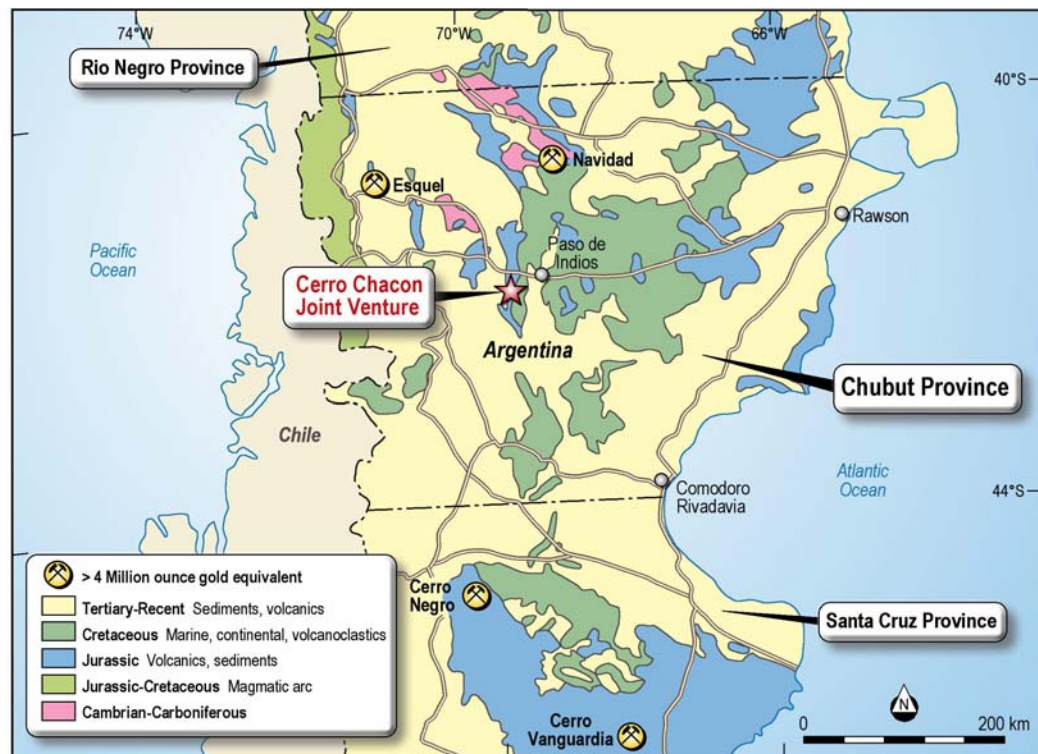 74°W
70°W
66°W
Rio Negro Province
40°S
Navidad
Esquel
Rawson
Pacific
Ocean
Paso de
Indios
Cerro Chacon
Joint Venture
Argentina
Chubut Province
Chile
Atlantic
Ocean
Comodoro
Rivadavia
44°S
> 4 Million ounce gold equivalent
Tertiary-Recent Sediments, volcanics
Cretaceous Marine, continental, volcanoclastics
Jurassic Volcanics, sediments
Jurassic-Cretaceous Magmatic arc
Cambrian-Carboniferous
Cerro
Negro
Santa Cruz Province
Cerro
Vanguardia
N
0 200 km